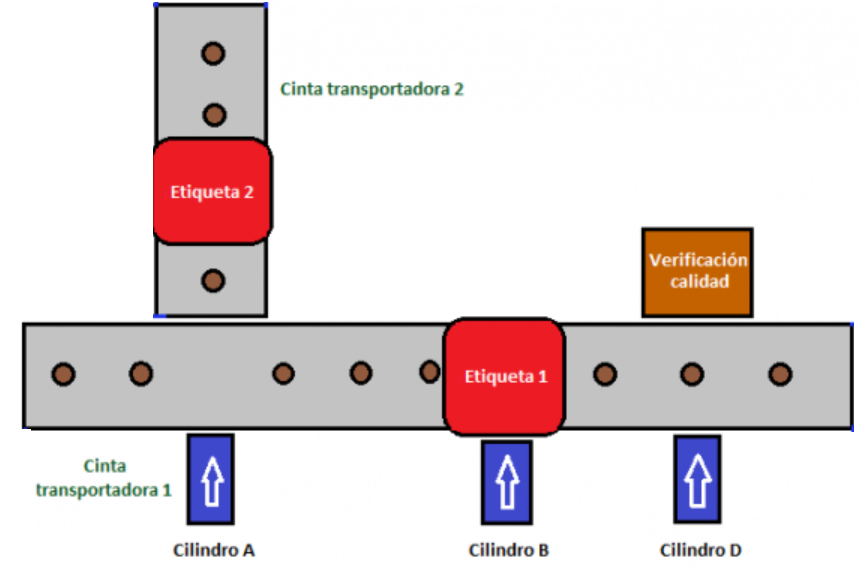 Cinta transportadora 2
Etiqueta 2
Verificación
calidad
Etiqueta 1
Cinta
transportadora 1
Cilindro A
Cilindro B
Cilindro D